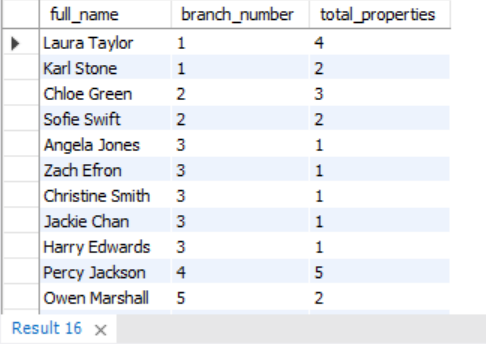 full_name branch_number total_properties
Laura Taylor 1 4
Karl Stone 1 2
Chloe Green 2 3
Sofie Swift 2 2
Angela Jones 3 1
Zach Efron 3 1
Christine Smith 3 1
Jackie Chan 3 1
Harry Edwards 3 1
Percy Jackson 4 5
Owen Marshall 5 2
Result 16 ×